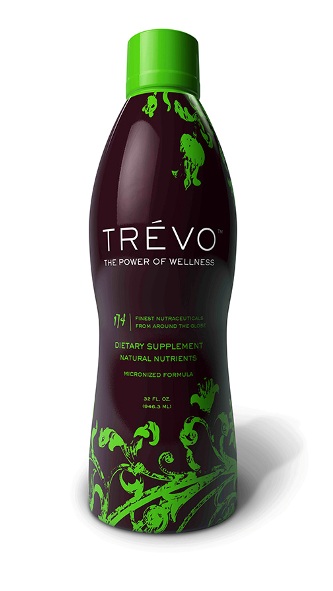 TRÉVO™
THE POWER OF WELLNESS
174 FINEST NUTRACEUTICALS
FROM AROUND THE GLOBE
DIETARY SUPPLEMENT
NATURAL NUTRIENTS
MICRONIZED FORMULA
32 FL. OZ.
(946.3 ML)